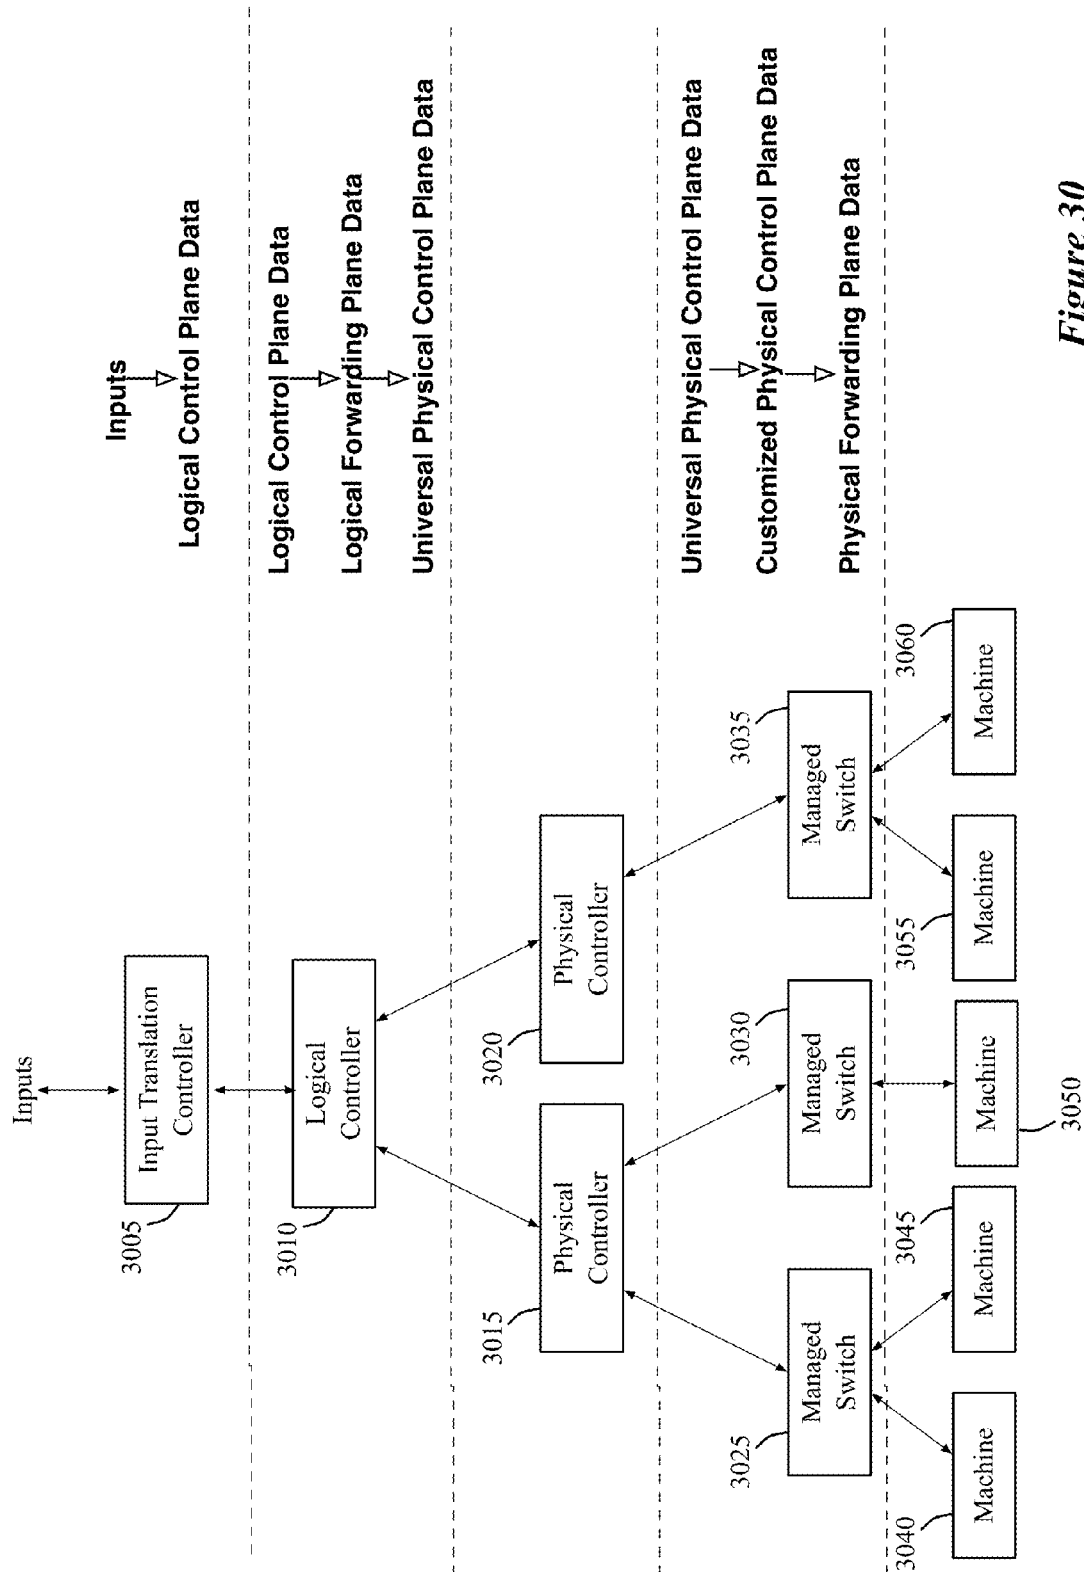 Inputs
Input Translation
Controller
3005
Logical
Controller
3010
Physical
Controller
3015
Physical
Controller
3020
Managed
Switch
3025
Managed
Switch
3030
Managed
Switch
3035
Machine
3040
Machine
3045
Machine
3050
Machine
3055
Machine
3060
Inputs
Logical Control Plane Data
Logical Control Plane Data
Logical Forwarding Plane Data
Universal Physical Control Plane Data
Universal Physical Control Plane Data
Customized Physical Control Plane Data
Physical Forwarding Plane Data
Figure 30